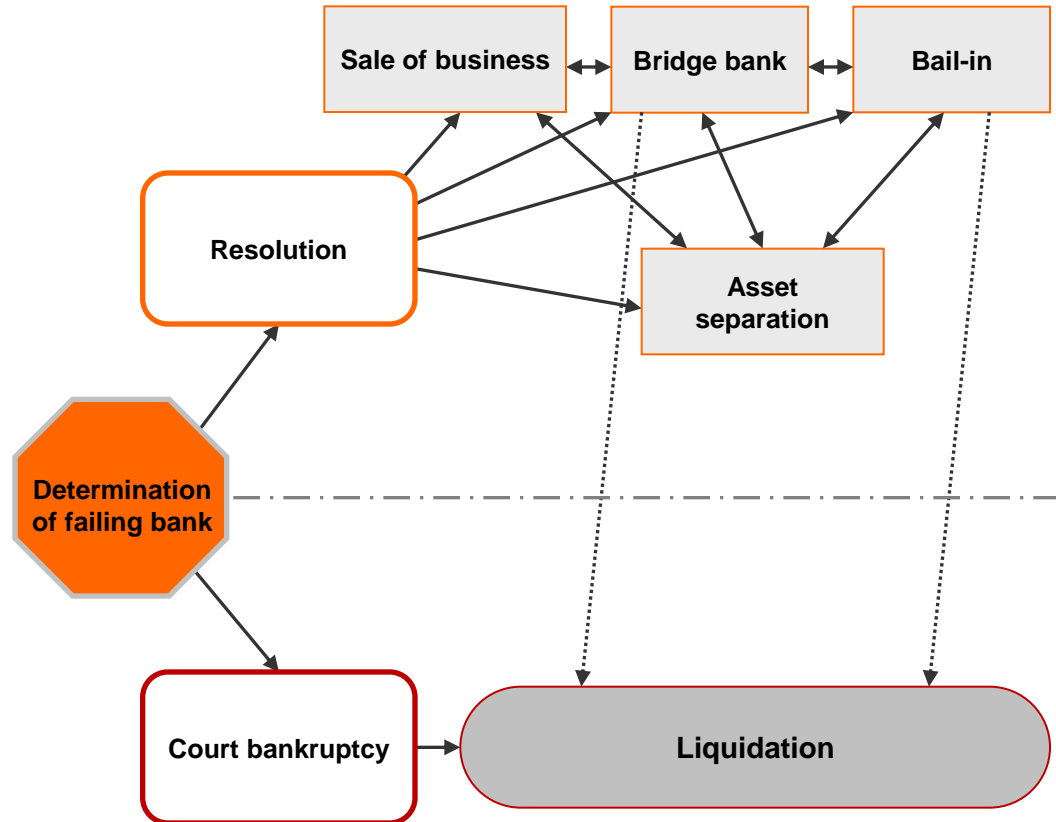 Sale of business
Bridge bank
Bail-in
Resolution
Asset
separation
Determination
of failing bank
Court bankruptcy
Liquidation